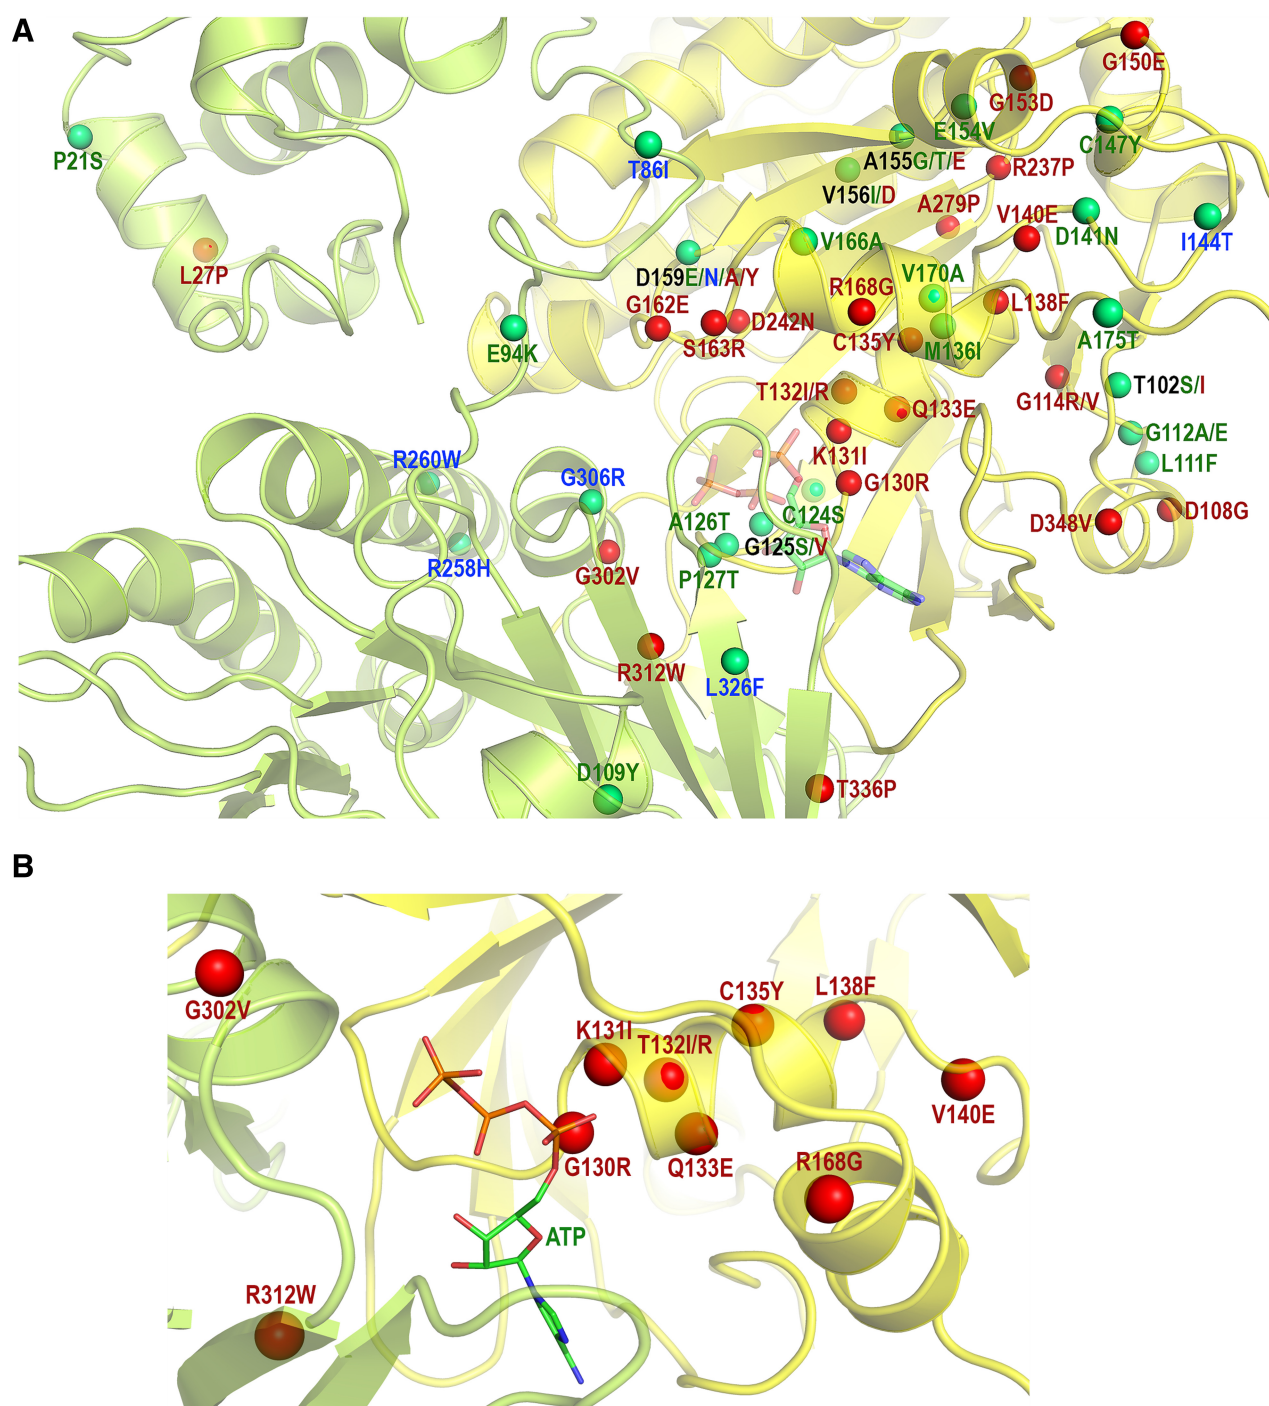 A
G150E
G153D
E154V
C147Y
P21S
T86I
A155G/T/E
R237P
V156I/D
A279P
V140E
D141N
I144T
V166A
L27P
D159E/N/A/Y
V170A
R168G
G162E
D242N
L138F
S163R
C135Y
M136I
A175T
E94K
T132I/R
Q133E
G114R/V
T102S/I
G112A/E
K131I
R260W
G306R
L111F
G130R
C124S
D108G
A126T
D348V
G125S/V
R258H
G302V
P127T
R312W
L326F
D109Y
T336P
B
C135Y
L138F
G302V
K131I
T132I/R
V140E
G130R
Q133E
R168G
ATP
R312W